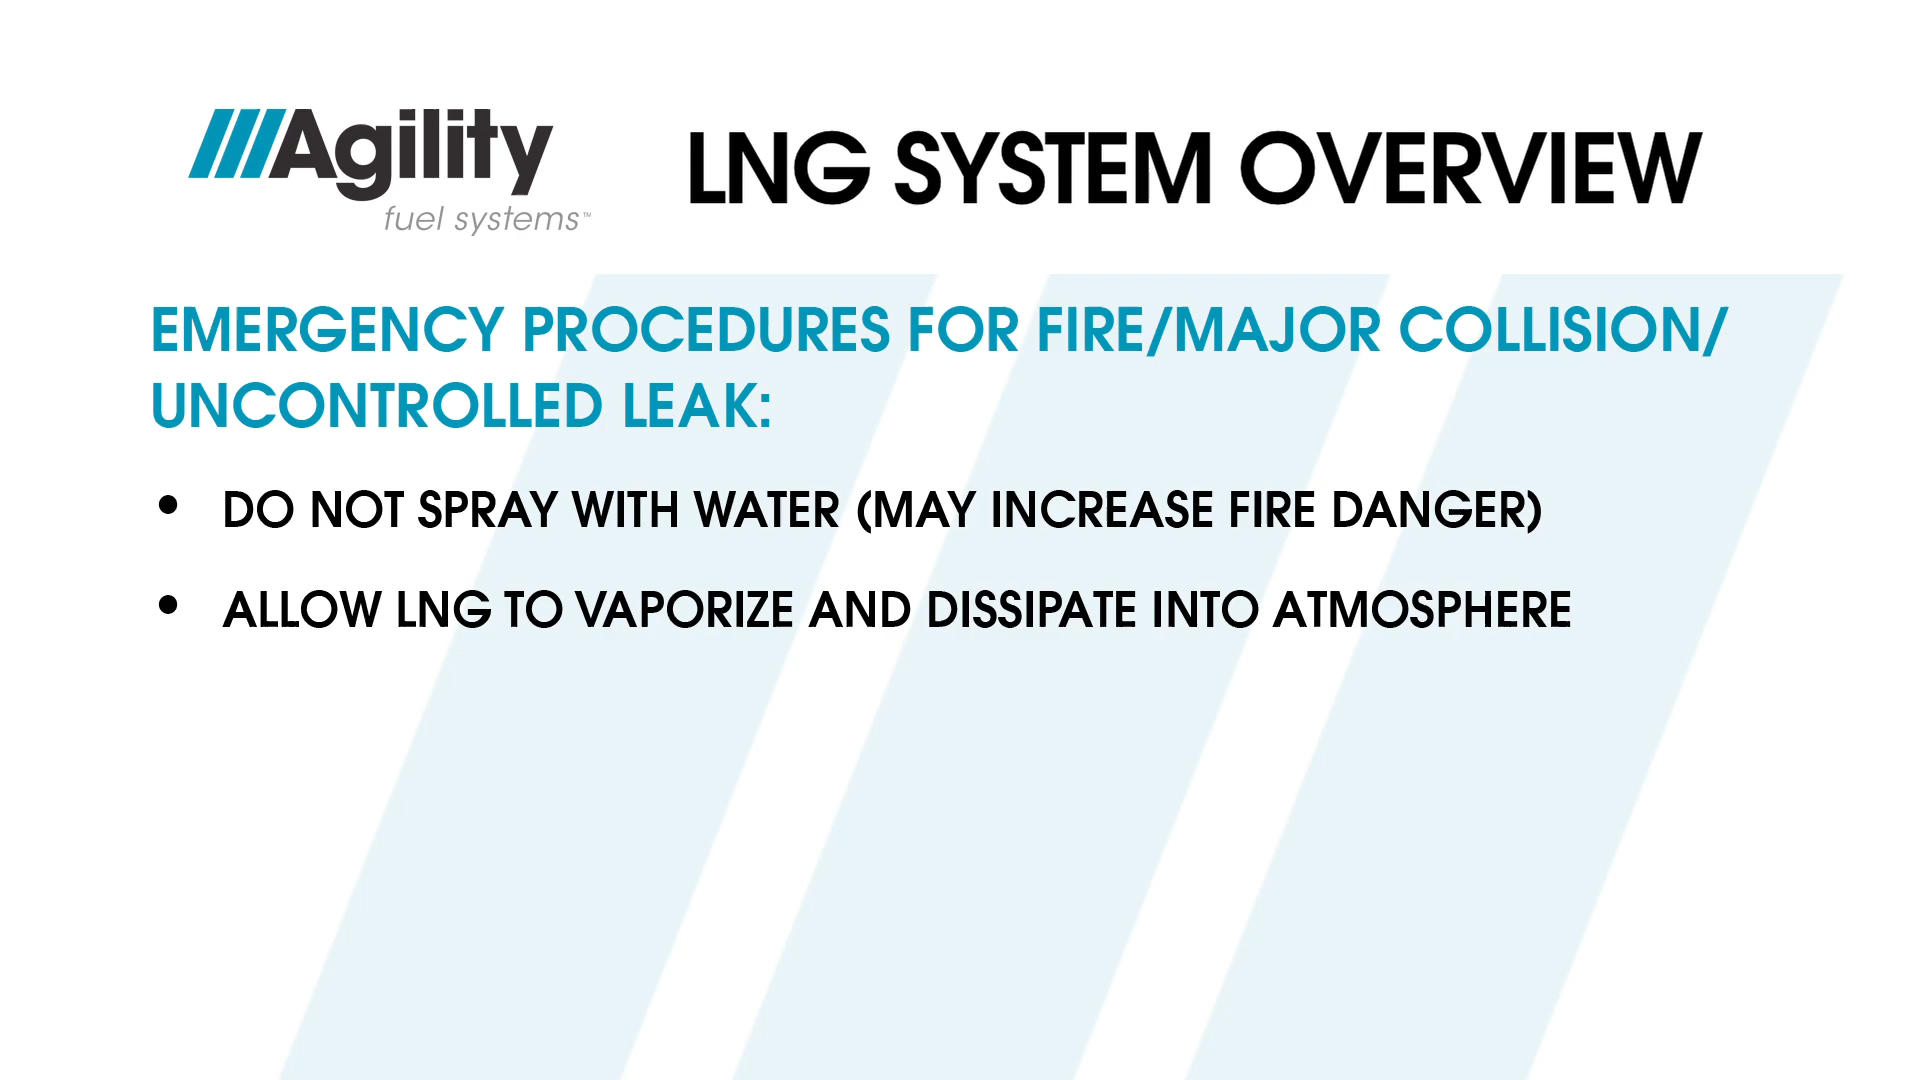 Agility
fuel systems™
LNG SYSTEM OVERVIEW
EMERGENCY PROCEDURES FOR FIRE/MAJOR COLLISION/
UNCONTROLLED LEAK:
• DO NOT SPRAY WITH WATER (MAY INCREASE FIRE DANGER)
• ALLOW LNG TO VAPORIZE AND DISSIPATE INTO ATMOSPHERE